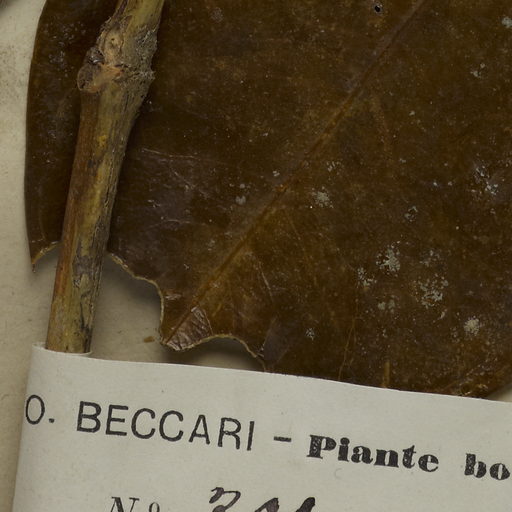 O. BECCARI - Piante bo
N.º